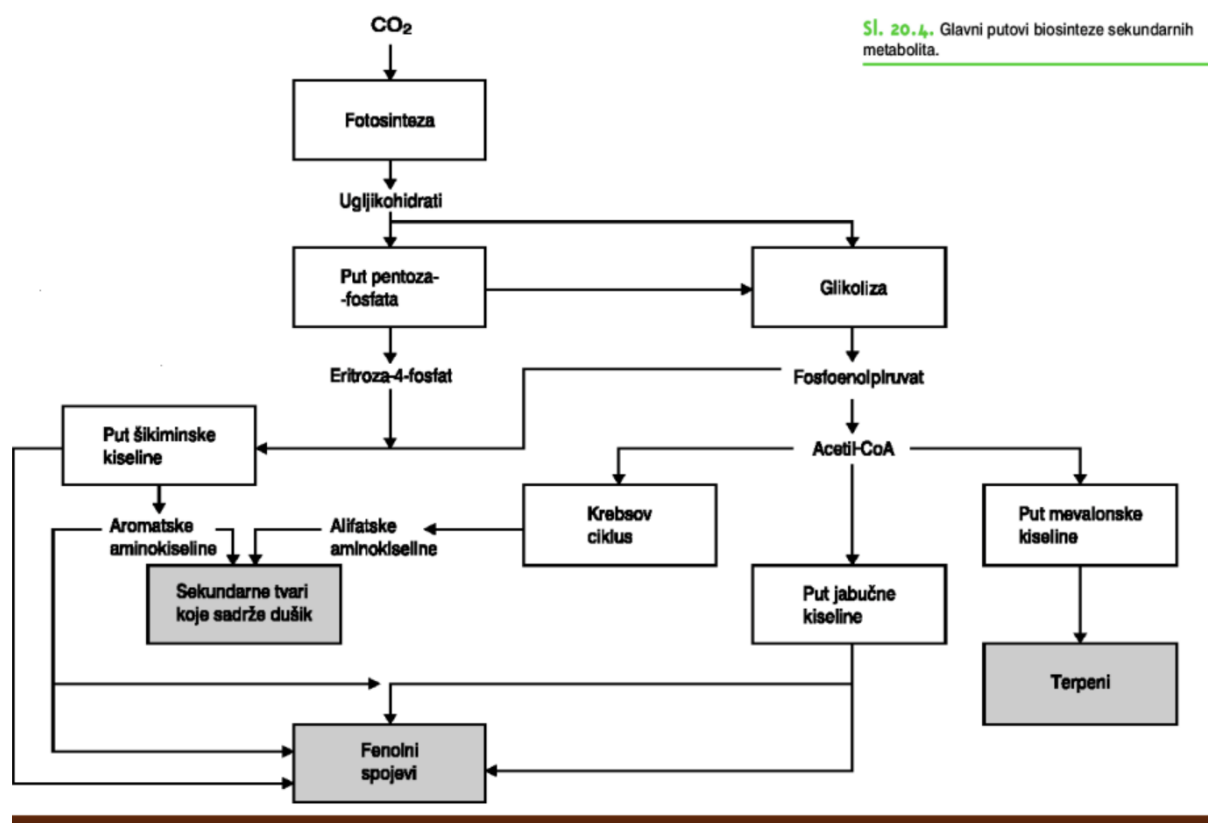 CO₂
Sl. 20.4. Glavni putovi biosinteze sekundarnih
metabolita.
Fotosinteza
Ugljikohidrati
Put pentoza-
-fosfata
Glikoliza
Eritroza-4-fosfat
Fosfoenolpiruvat
Put šikiminske
kiseline
Acetil-CoA
Aromatske
aminokiseline
Alifatske
aminokiseline
Krebsov
ciklus
Put mevalonske
kiseline
Sekundarne tvari
koje sadrže dušik
Put jabučne
kiseline
Terpeni
Fenolni
spojevi